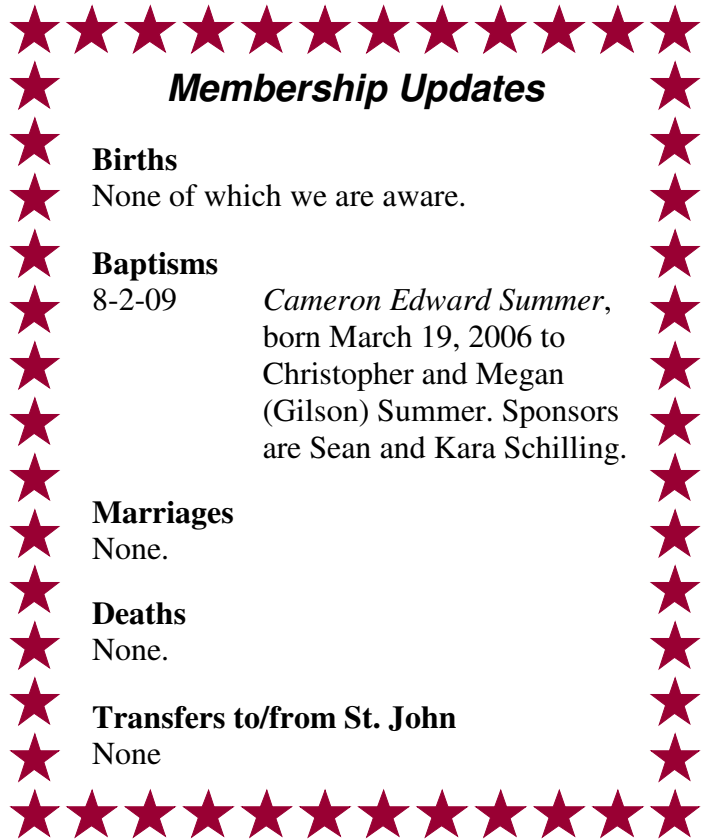 Membership Updates
Births
None of which we are aware.
Baptisms
8-2-09 Cameron Edward Summer,
born March 19, 2006 to
Christopher and Megan
(Gilson) Summer. Sponsors
are Sean and Kara Schilling.
Marriages
None.
Deaths
None.
Transfers to/from St. John
None